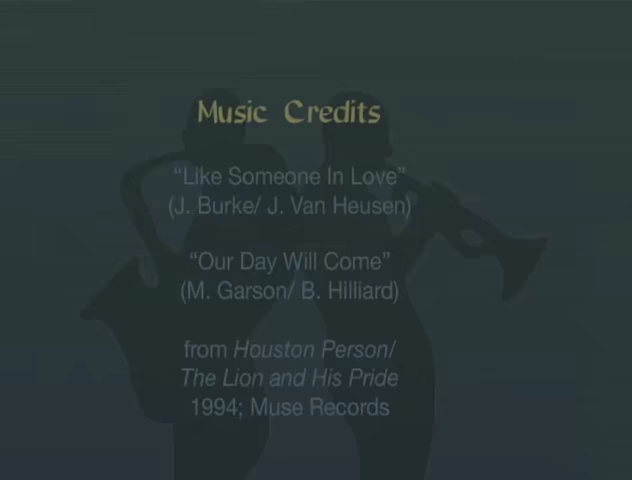 Music Credits
“Like Someone In Love”
(J. Burke/ J. Van Heusen)
“Our Day Will Come”
(M. Garson/ B. Hilliard)
from Houston Person/
The Lion and His Pride
1994; Muse Records